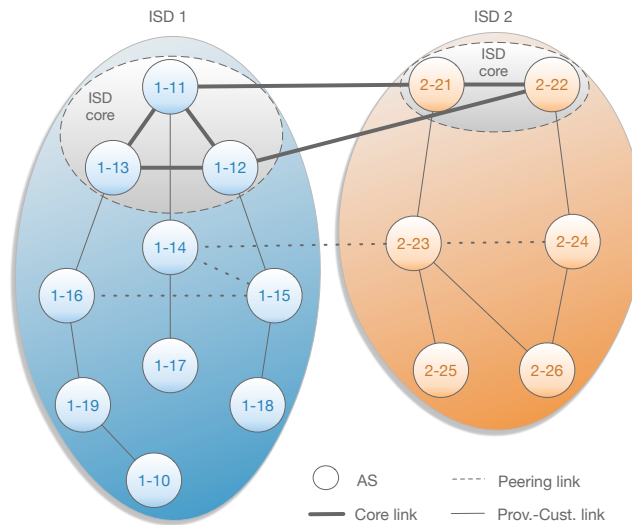 ISD 1
ISD 2
ISD
core
1-11
2-21
ISD
core
2-22
1-13
1-12
1-14
2-23
2-24
1-16
1-15
1-17
2-25
2-26
1-19
1-18
1-10
AS
Peering link
Core link
Prov.-Cust. link